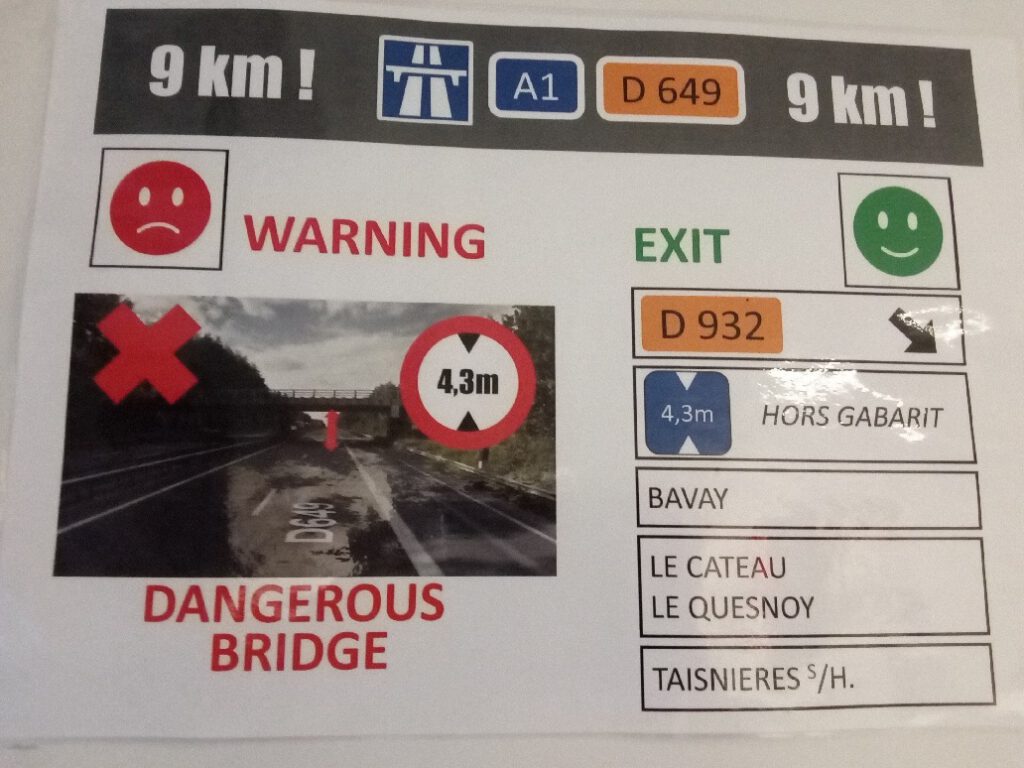 9 km ! A1 D 649 9 km !
WARNING
4,3m
D649
DANGEROUS
BRIDGE
EXIT
D 932
4,3m HORS GABARIT
BAVAY
LE CATEAU
LE QUESNOY
TAISNIERES S/H.